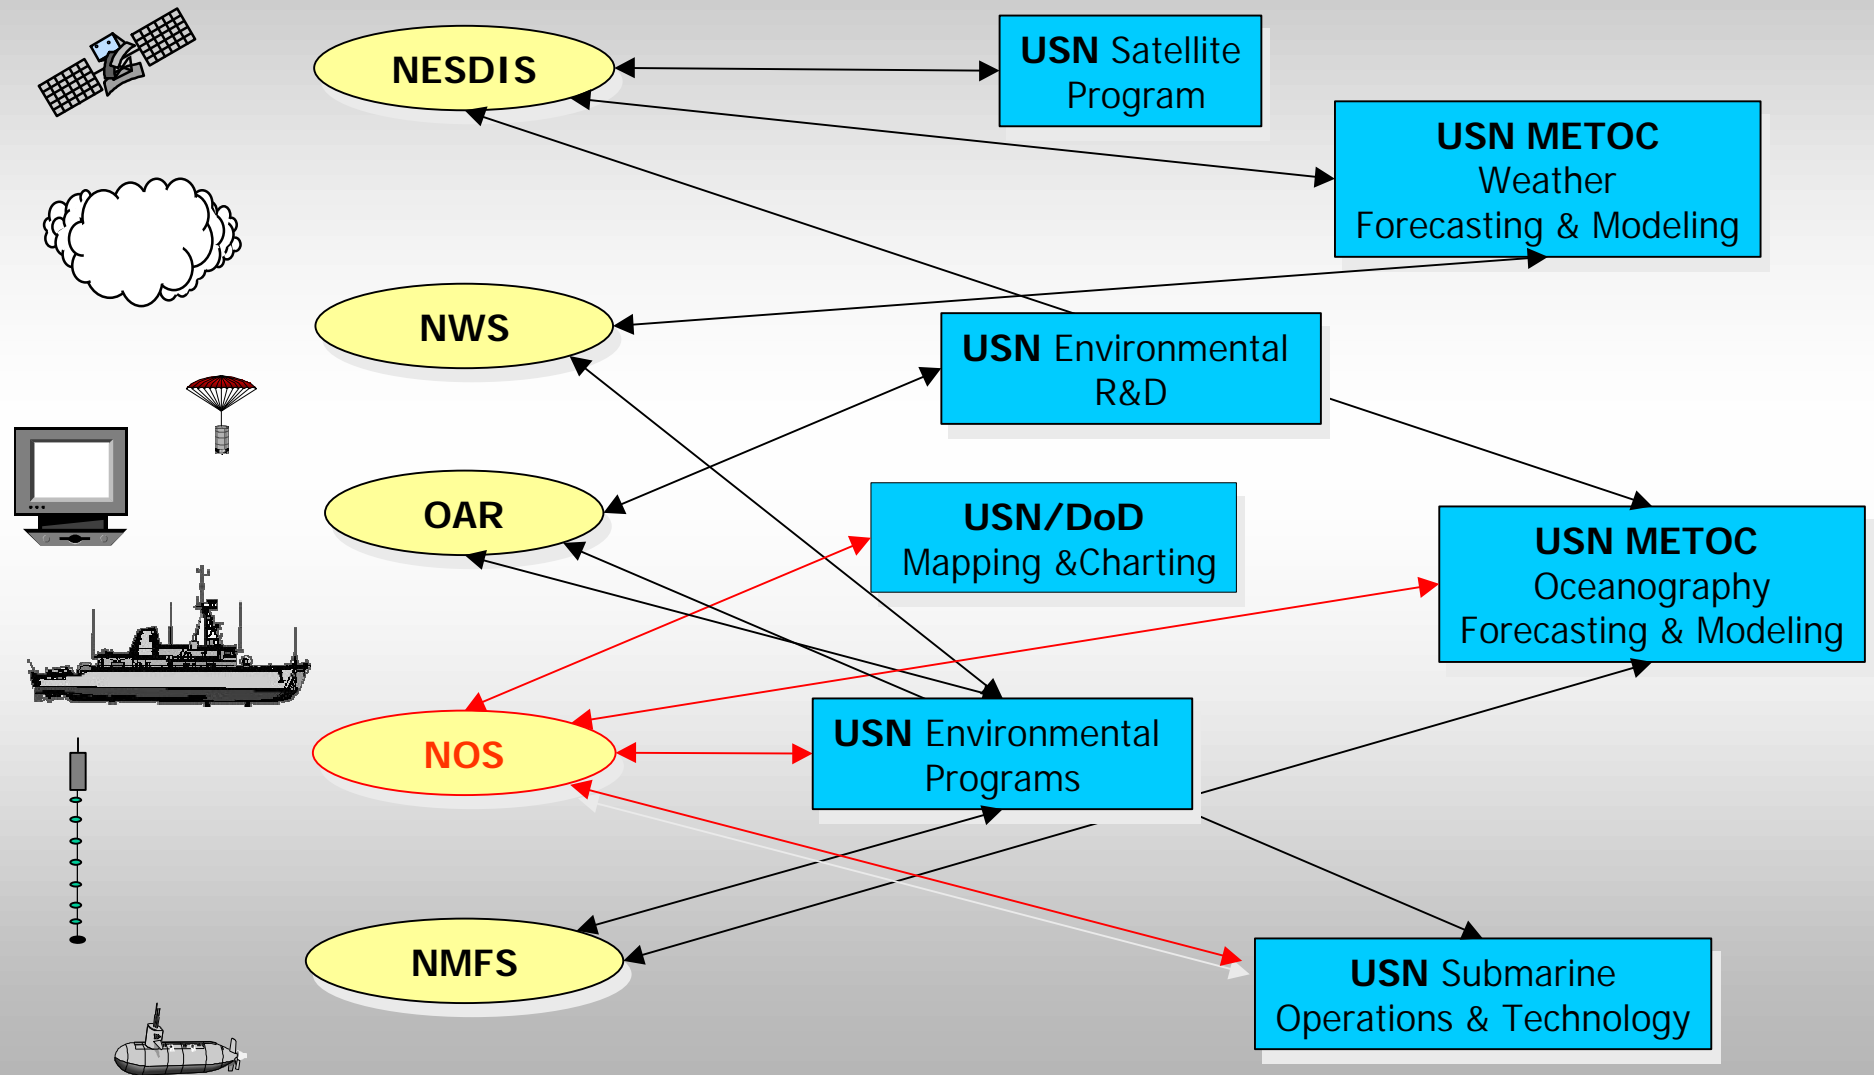 NESDIS
USN Satellite
Program
USN METOC
Weather
Forecasting & Modeling
NWS
USN Environmental
R&D
OAR
USN/DoD
Mapping &Charting
USN METOC
Oceanography
Forecasting & Modeling
NOS
USN Environmental
Programs
NMFS
USN Submarine
Operations & Technology